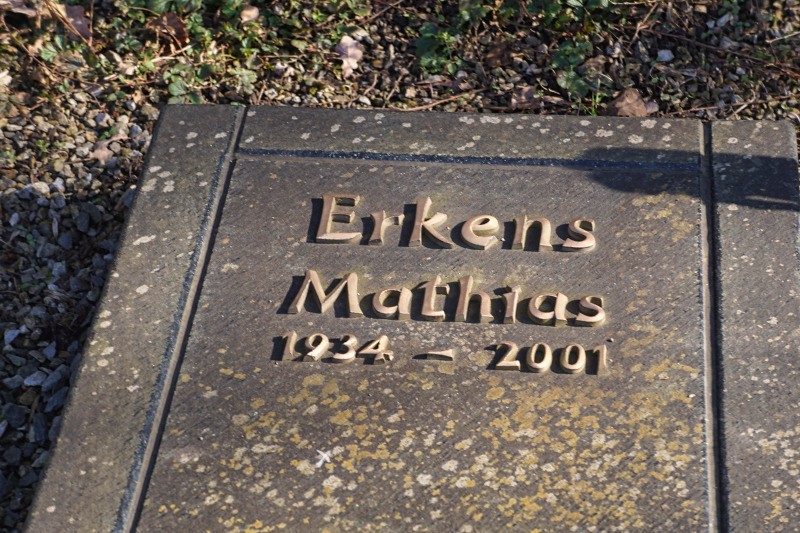 Erkens
Mathias
1934 – 2001